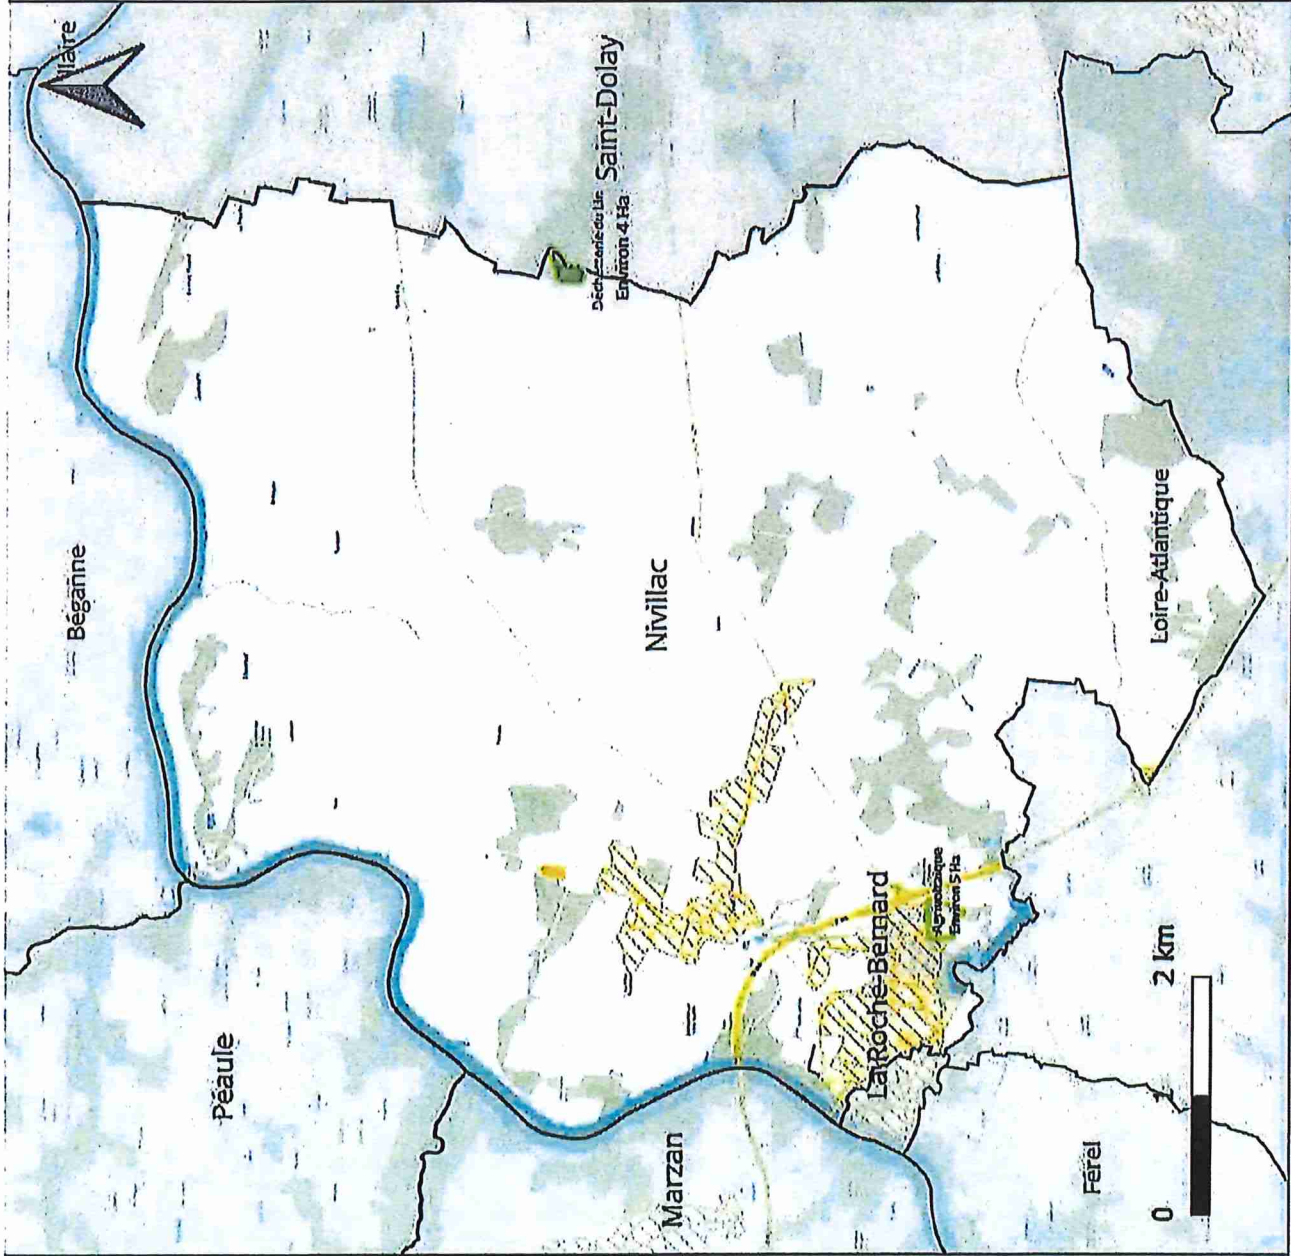 Péaule
Béganne
Marzan
Nivillac
Saint-Dolay
Environ 4 Ha
La Roche-Bernard
Environ 5 Ha
Férel
Loire-Atlantique
0
2 km